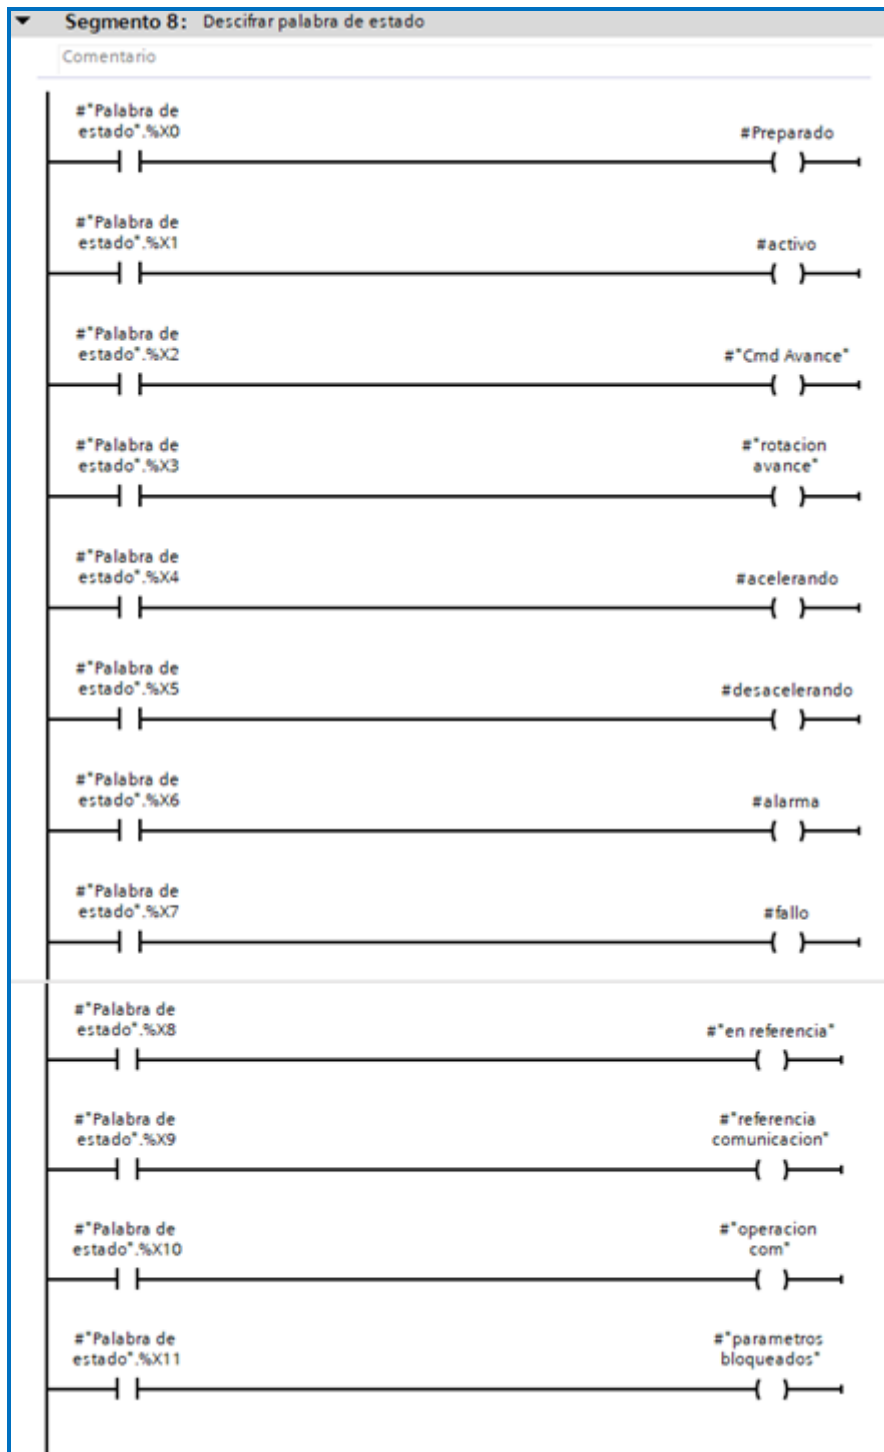 Segmento 8: Descifrar palabra de estado
Comentario
#"Palabra de
estado".%X0
#Preparado
#"Palabra de
estado".%X1
#activo
#"Palabra de
estado".%X2
#"Cmd Avance"
#"Palabra de
estado".%X3
#"rotacion
avance"
#"Palabra de
estado".%X4
#acelerando
#"Palabra de
estado".%X5
#desacelerando
#"Palabra de
estado".%X6
#alarma
#"Palabra de
estado".%X7
#fallo
#"Palabra de
estado".%X8
#"en referencia"
#"Palabra de
estado".%X9
#"referencia
comunicacion"
#"Palabra de
estado".%X10
#"operacion
com"
#"Palabra de
estado".%X11
#"parametros
bloqueados"